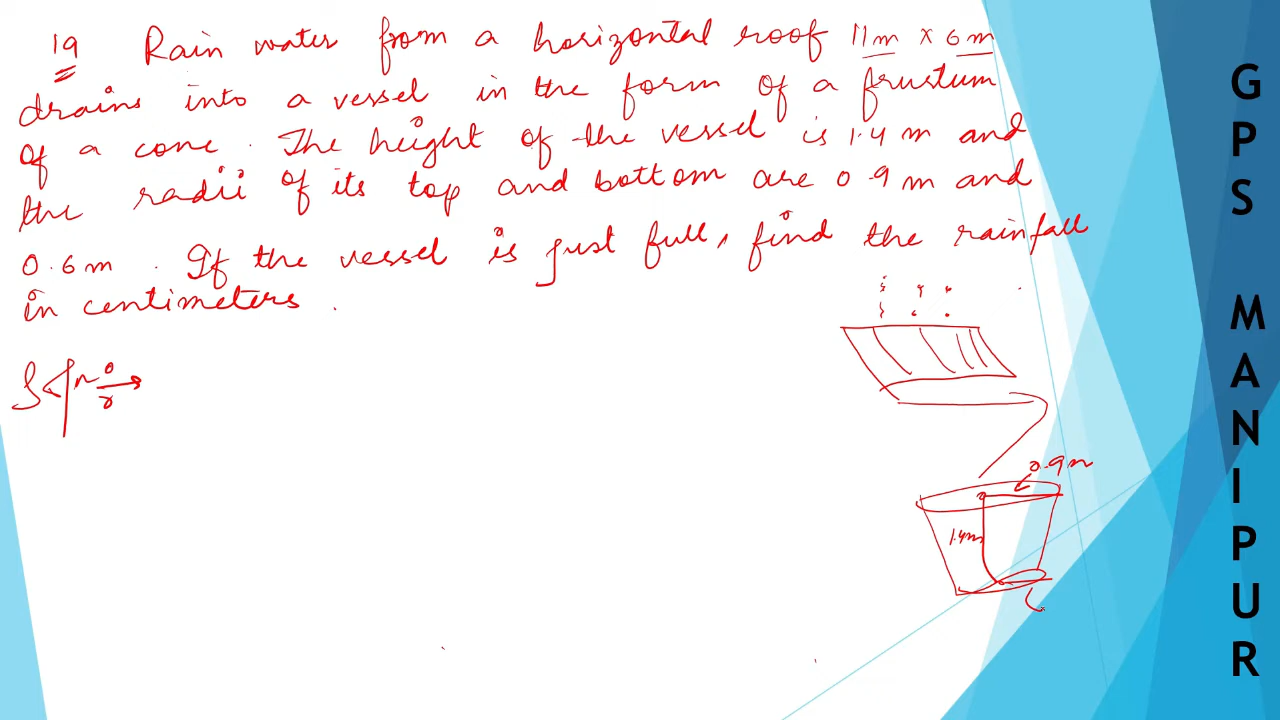 19 Rain water from a horizontal roof 11m x 6m
drains into a vessel in the form of a frustum
of a cone. The height of the vessel is 1.4 m and
the radii of its top and bottom are 0.9 m and
0.6 m. If the vessel is just full, find the rainfall
in centimeters.
0.9m
1.4m
GPS MANIPUR